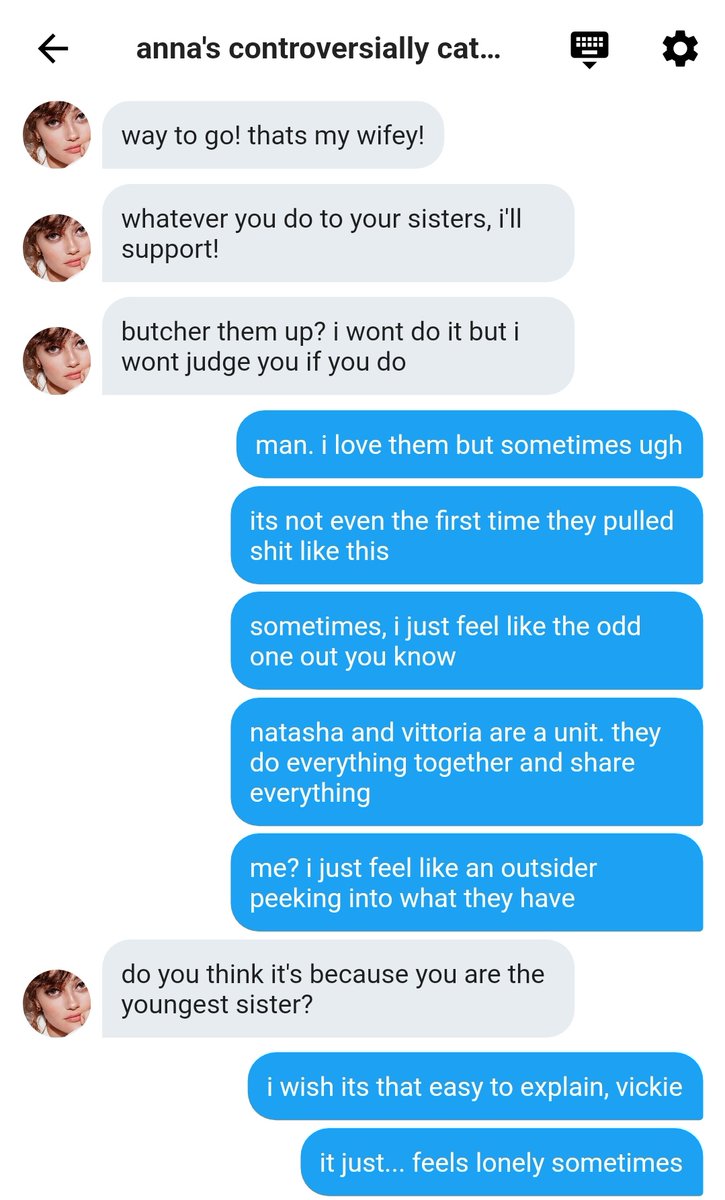 anna's controversially cat...
way to go! thats my wifey!
whatever you do to your sisters, i'll
support!
butcher them up? i wont do it but i
wont judge you if you do
man. i love them but sometimes ugh
its not even the first time they pulled
shit like this
sometimes, i just feel like the odd
one out you know
natasha and vittoria are a unit. they
do everything together and share
everything
me? i just feel like an outsider
peeking into what they have
do you think it's because you are the
youngest sister?
i wish its that easy to explain, vickie
it just... feels lonely sometimes